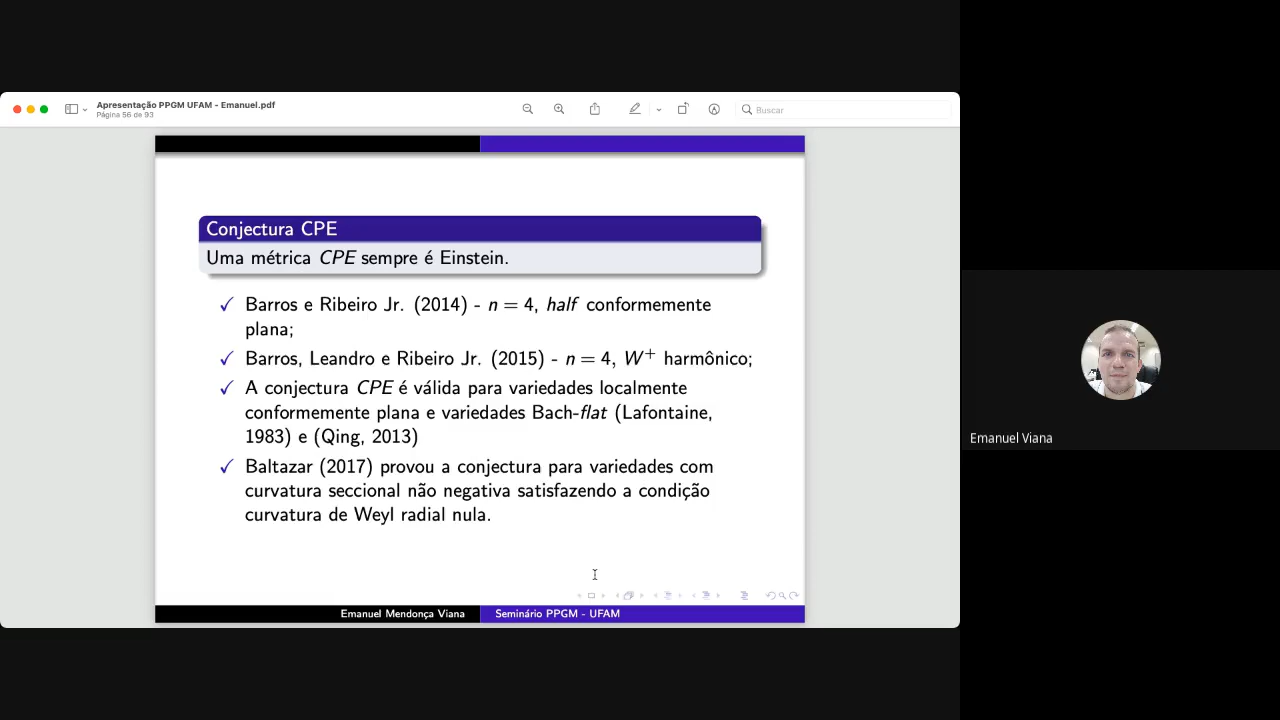 Apresentação PPGM UFAM - Emanuel.pdf
Página 56 de 93
Buscar
Conjectura CPE
Uma métrica CPE sempre é Einstein.
✓ Barros e Ribeiro Jr. (2014) - n = 4, half conformemente
plana;
✓ Barros, Leandro e Ribeiro Jr. (2015) - n = 4, W⁺ harmônico;
✓ A conjectura CPE é válida para variedades localmente
conformemente plana e variedades Bach-flat (Lafontaine,
1983) e (Qing, 2013)
✓ Baltazar (2017) provou a conjectura para variedades com
curvatura seccional não negativa satisfazendo a condição
curvatura de Weyl radial nula.
Emanuel Mendonça Viana
Seminário PPGM - UFAM
Emanuel Viana